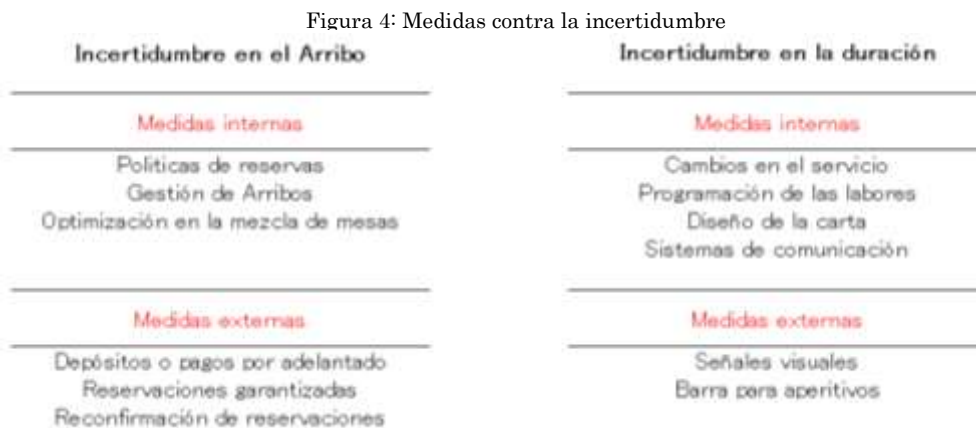 Figura 4: Medidas contra la incertidumbre
Incertidumbre en el Arribo
Medidas internas
Políticas de reservas
Gestión de Arribos
Optimización en la mezcla de mesas
Medidas externas
Depósitos o pagos por adelantado
Reservaciones garantizadas
Reconfirmación de reservaciones
Incertidumbre en la duración
Medidas internas
Cambios en el servicio
Programación de las labores
Diseño de la carta
Sistemas de comunicación
Medidas externas
Señales visuales
Barra para aperitivos